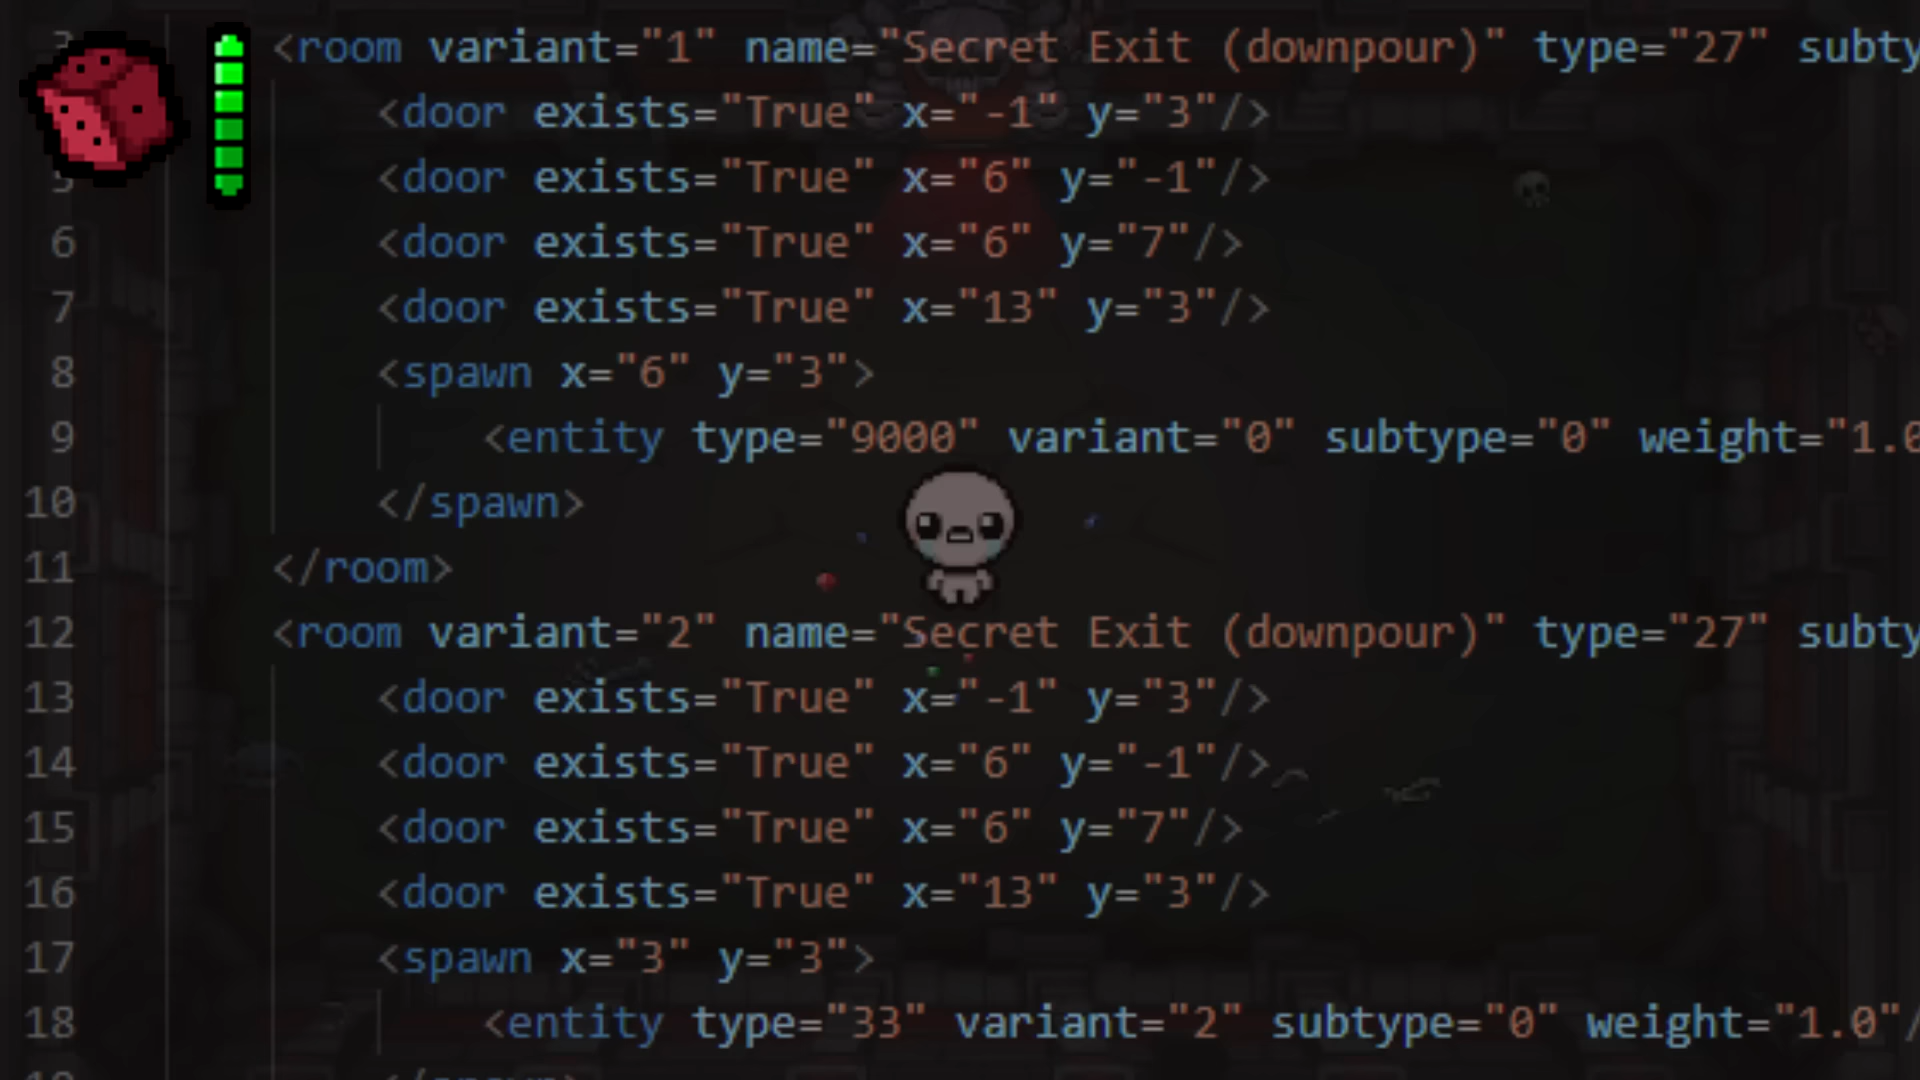 3 <room variant="1" name="Secret Exit (downpour)" type="27" subty
<door exists="True" x="-1" y="3"/>
5 <door exists="True" x="6" y="-1"/>
6 <door exists="True" x="6" y="7"/>
7 <door exists="True" x="13" y="3"/>
8 <spawn x="6" y="3">
9 <entity type="9000" variant="0" subtype="0" weight="1.0
10 </spawn>
11 </room>
12 <room variant="2" name="Secret Exit (downpour)" type="27" subty
13 <door exists="True" x="-1" y="3"/>
14 <door exists="True" x="6" y="-1"/>
15 <door exists="True" x="6" y="7"/>
16 <door exists="True" x="13" y="3"/>
17 <spawn x="3" y="3">
18 <entity type="33" variant="2" subtype="0" weight="1.0"/